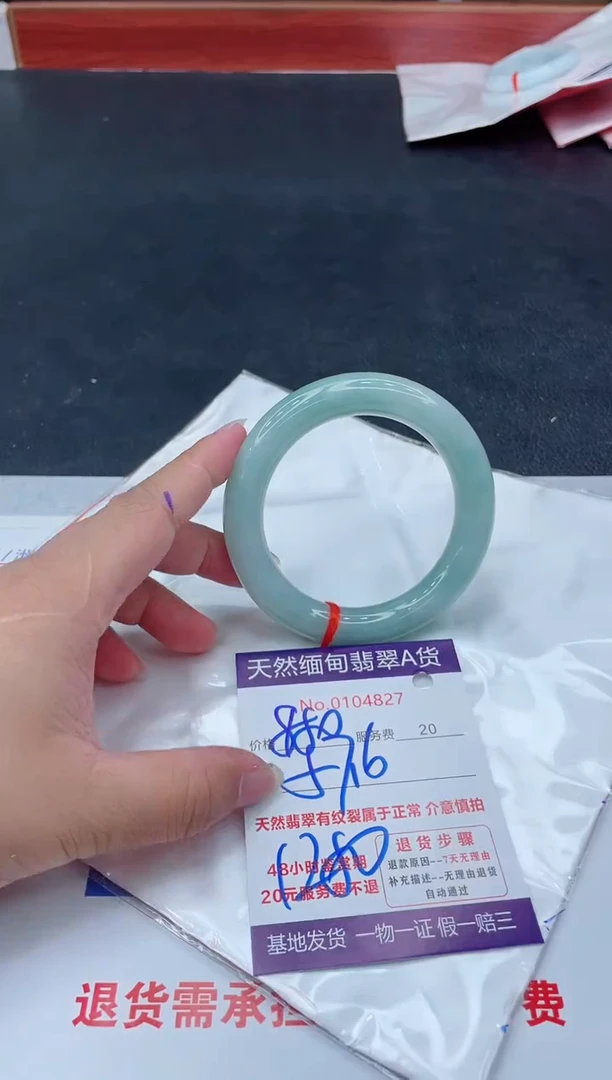 天然缅甸翡翠A货
No.0104827
价格 服务费 20
天然翡翠有纹裂属于正常 介意慎拍
48小时鉴赏期
20元服务费不退
退货步骤
退款原因--7天无理由
补充描述--无理由退货
自动通过
基地发货 一物一证 假一赔三
退货需承担 费